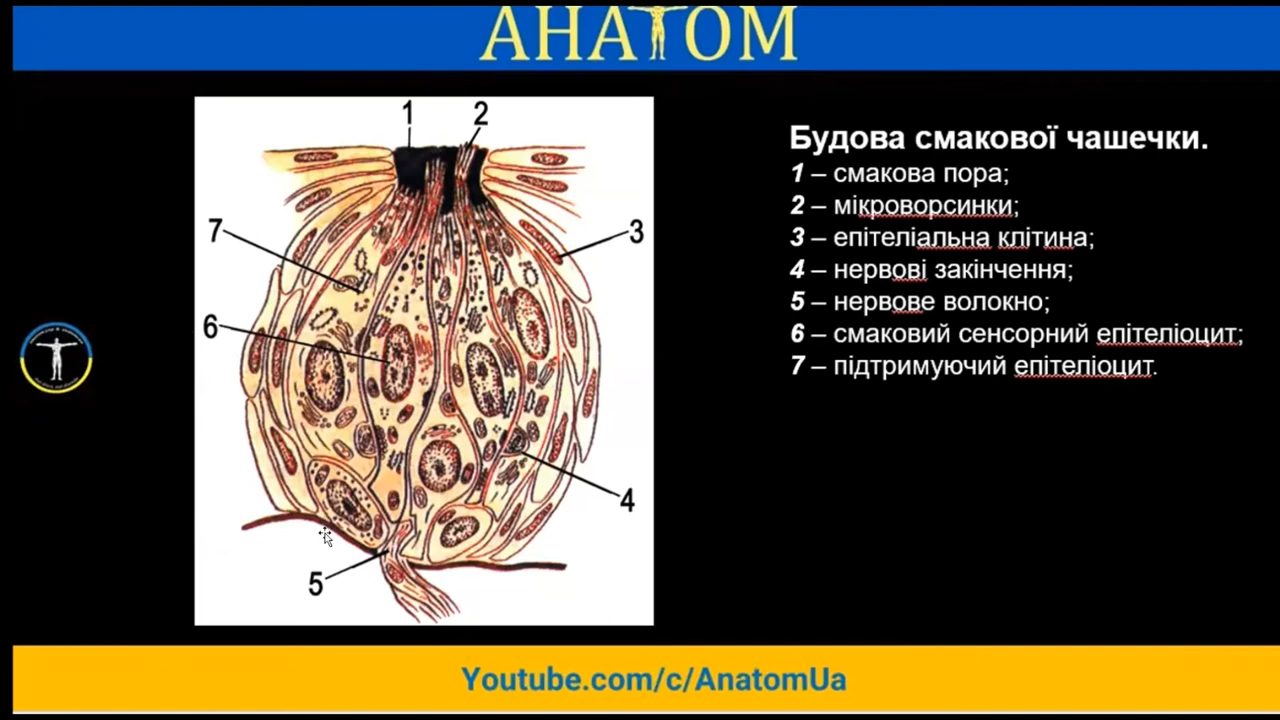 АНАТОМ
1
2
Будова смакової чашечки.
1 – смакова пора;
2 – мікроворсинки;
3 – епітеліальна клітина;
4 – нервові закінчення;
5 – нервове волокно;
6 – смаковий сенсорний епітеліоцит;
7 – підтримуючий епітеліоцит.
7
3
6
4
5
Youtube.com/c/AnatomUa